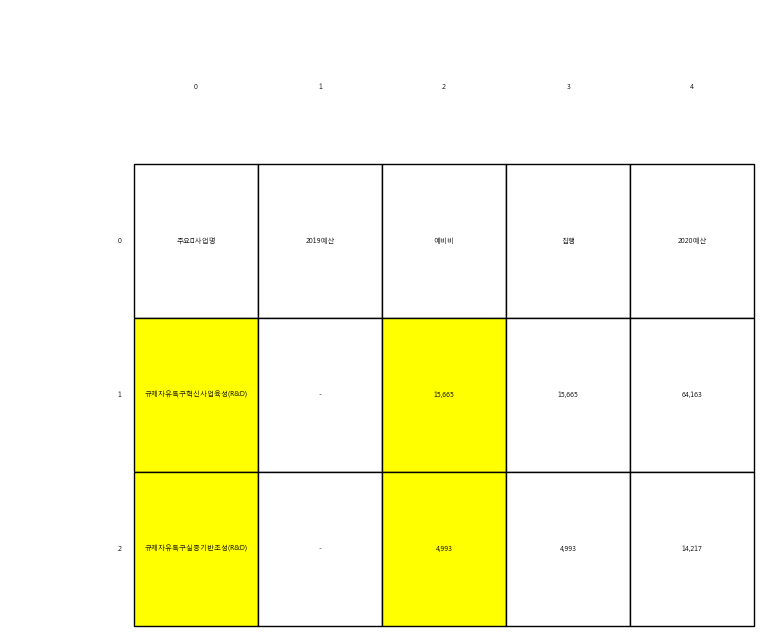 0 1 2 3 4
0 주요 사업명 2019예산 예비비 집행 2020예산
1 규제자유특구혁신사업육성(R&D) - 15,665 15,665 64,163
2 규제자유특구실증기반조성(R&D) - 4,993 4,993 14,217